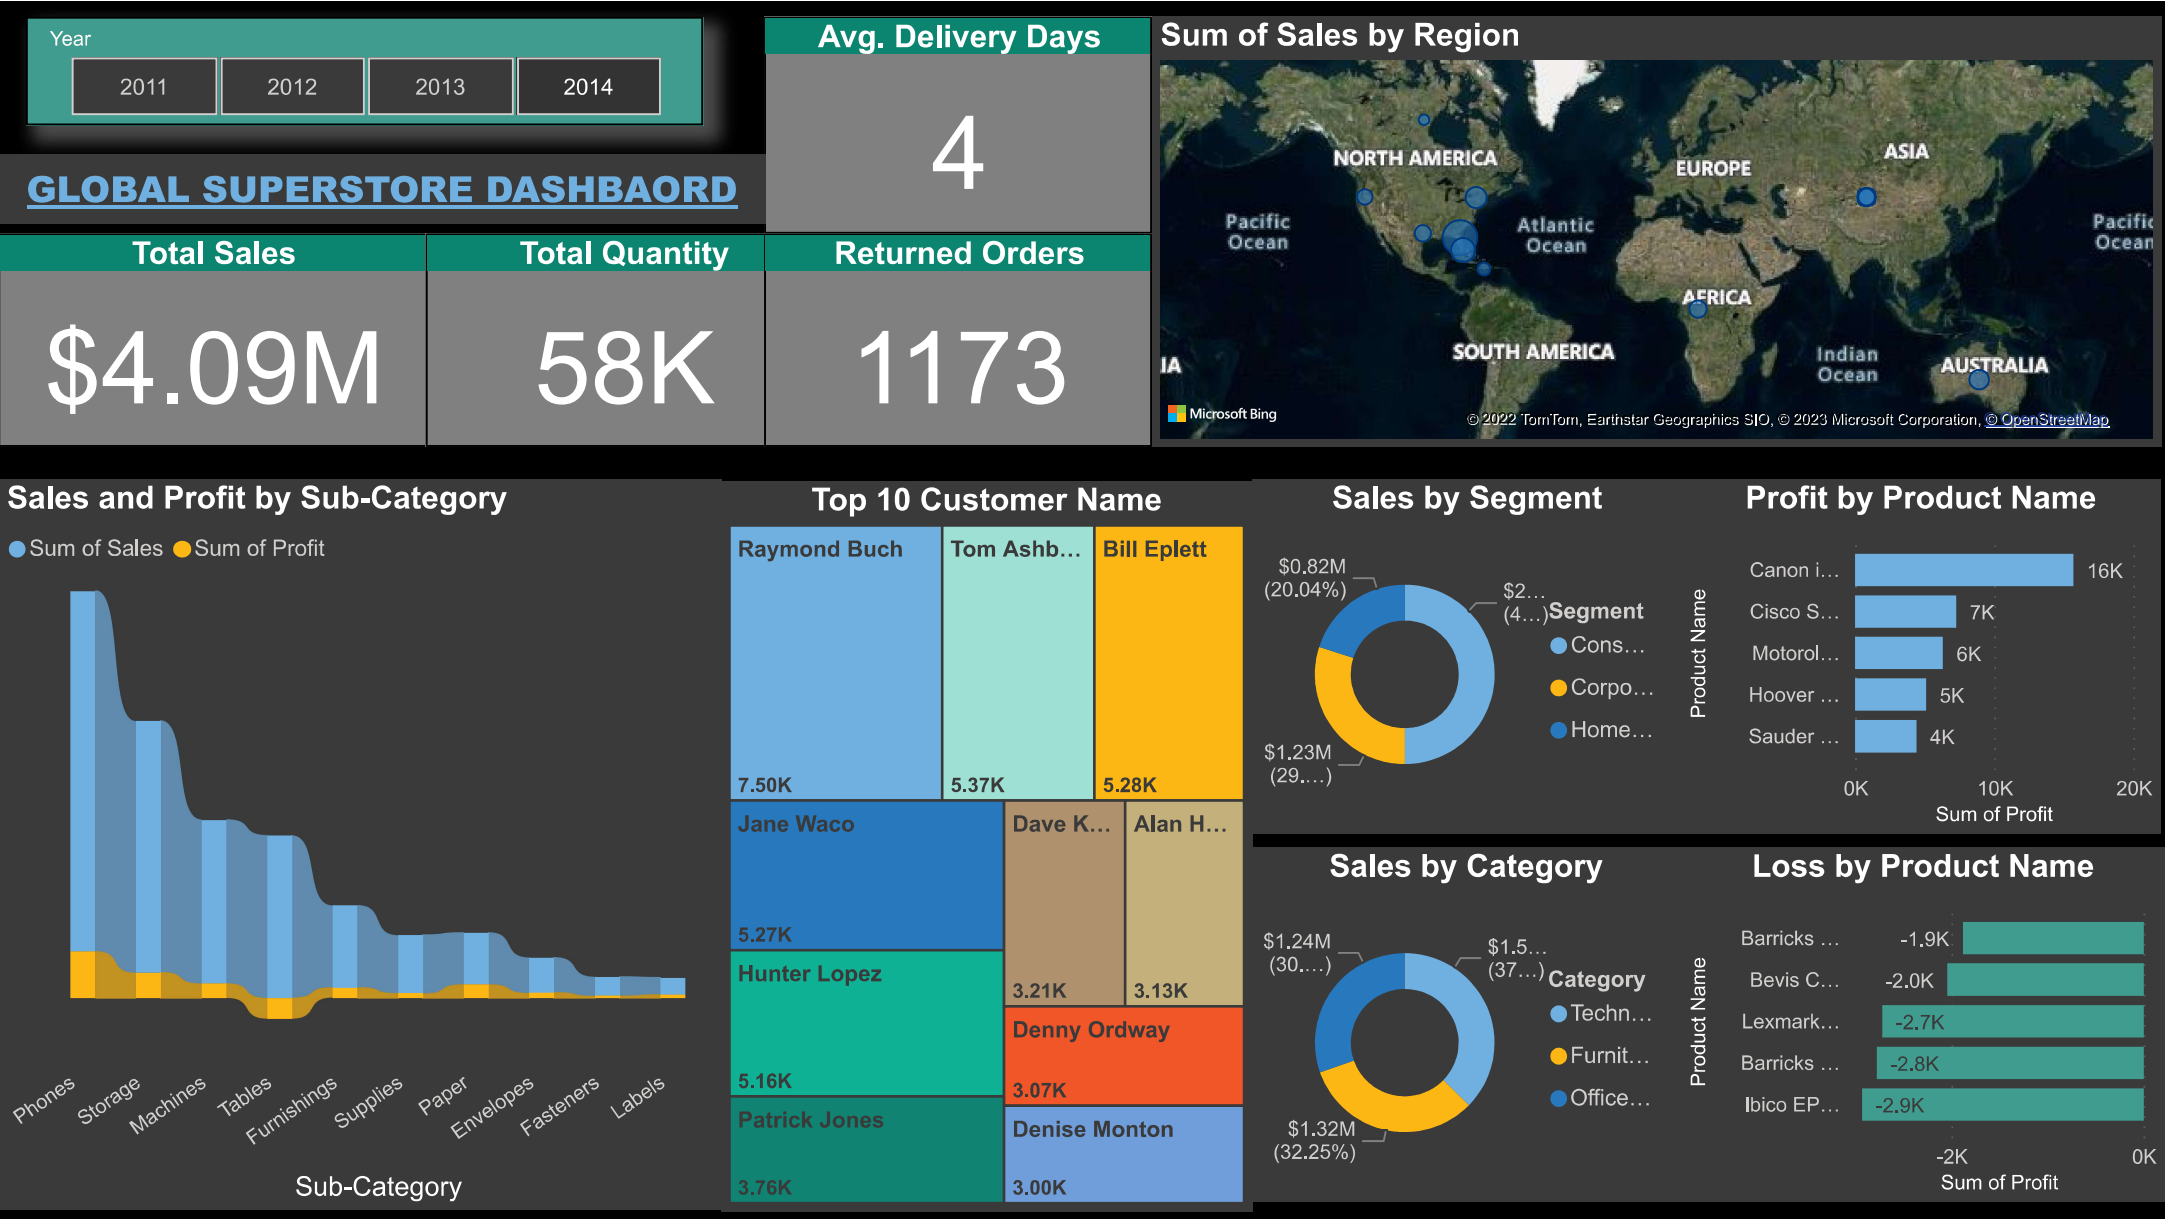 Year
2011
2012
2013
2014
GLOBAL SUPERSTORE DASHBAORD
Avg. Delivery Days
4
Total Sales
$4.09M
Total Quantity
58K
Returned Orders
1173
Sum of Sales by Region
NORTH AMERICA
EUROPE
ASIA
Pacific
Ocean
Atlantic
Ocean
Pacific
Ocean
AFRICA
SOUTH AMERICA
Indian
Ocean
IA
AUSTRALIA
Microsoft Bing
© 2022 TomTom, Earthstar Geographics SIO, © 2023 Microsoft Corporation, © OpenStreetMap
Sales and Profit by Sub-Category
Sum of Sales
Sum of Profit
Phones
Storage
Machines
Tables
Furnishings
Supplies
Paper
Envelopes
Fasteners
Labels
Sub-Category
Top 10 Customer Name
Raymond Buch
7.50K
Tom Ashb...
5.37K
Bill Eplett
5.28K
Jane Waco
5.27K
Hunter Lopez
5.16K
Patrick Jones
3.76K
Dave K...
3.21K
Alan H...
3.13K
Denny Ordway
3.07K
Denise Monton
3.00K
Sales by Segment
$0.82M
(20.04%)
$2...
(4...)
$1.23M
(29....)
Segment
Cons...
Corpo...
Home...
Profit by Product Name
Product Name
Canon i...
16K
Cisco S...
7K
Motorol...
6K
Hoover ...
5K
Sauder ...
4K
0K
10K
20K
Sum of Profit
Sales by Category
$1.24M
(30....)
$1.5...
(37...)
$1.32M
(32.25%)
Category
Techn...
Furnit...
Office...
Loss by Product Name
Product Name
Barricks ...
-1.9K
Bevis C...
-2.0K
Lexmark...
-2.7K
Barricks ...
-2.8K
Ibico EP...
-2.9K
-2K
0K
Sum of Profit